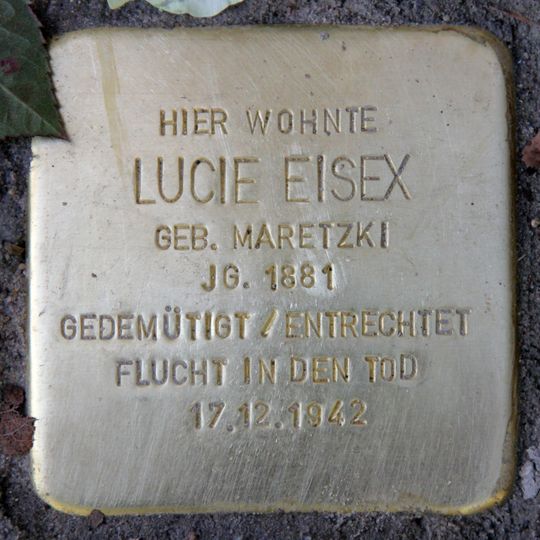 HIER WOHNTE
LUCIE EISEX
GEB. MARETZKI
JG. 1881
GEDEMÜTIGT / ENTRECHTET
FLUCHT IN DEN TOD
17.12.1942